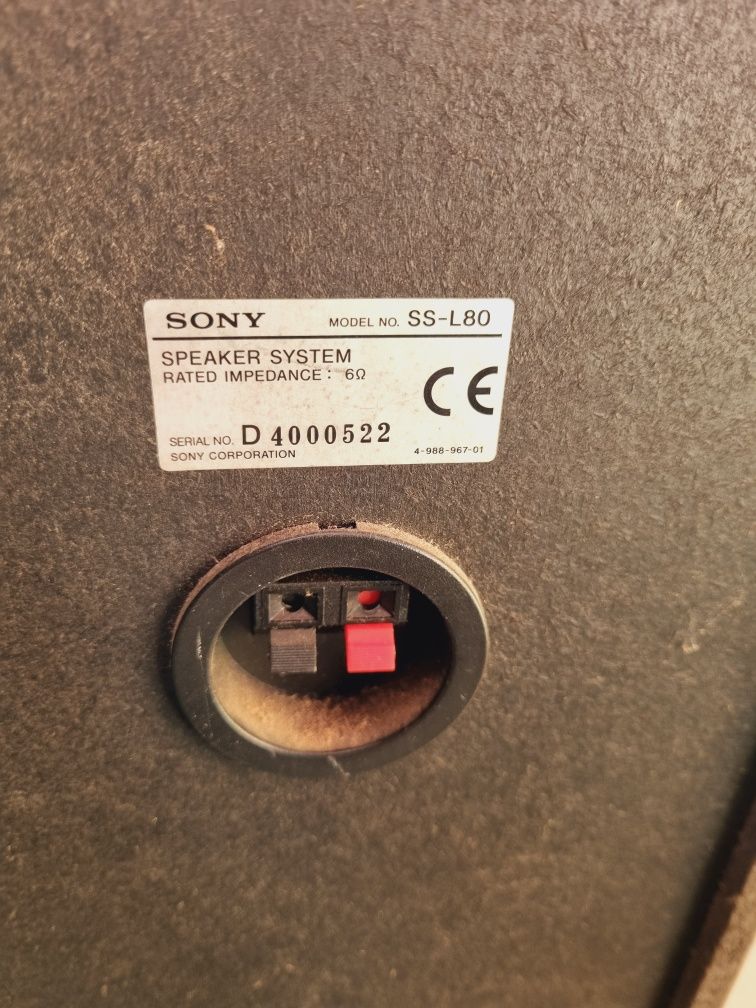 SONY MODEL NO. SS-L80
SPEAKER SYSTEM
RATED IMPEDANCE: 6Ω
CE
SERIAL NO. D 4000522
SONY CORPORATION 4-988-967-01